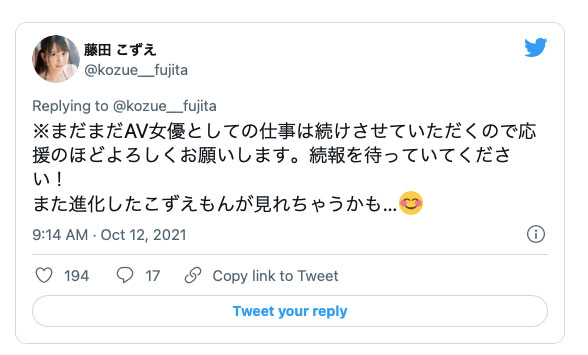 藤田 こずえ
@kozue__fujita
Replying to @kozue__fujita
※まだまだAV女優としての仕事は続けさせていただくので応
援のほどよろしくお願いします。続報を待っていてくださ
い！
また進化したこずえもんが見れちゃうかも...😊
9:14 AM · Oct 12, 2021
194 17 Copy link to Tweet
Tweet your reply